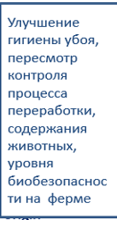 Улучшение
гигиены убоя,
пересмотр
контроля
процесса
переработки,
содержания
животных,
уровня
биобезопаснос
ти на  ферме